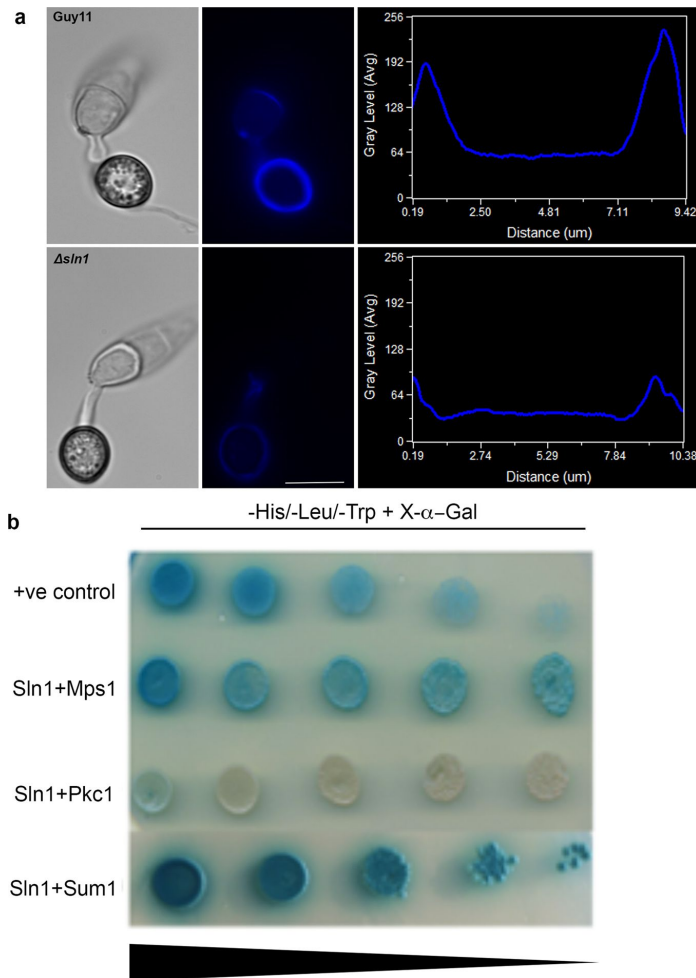 a
Guy11
256
192
128
64
0
Gray Level (Avg)
0.19 2.50 4.81 7.11 9.42
Distance (um)
Δsln1
256
192
128
64
0
Gray Level (Avg)
0.19 2.74 5.29 7.84 10.38
Distance (um)
b
-His/-Leu/-Trp + X-α-Gal
+ve control
Sln1+Mps1
Sln1+Pkc1
Sln1+Sum1